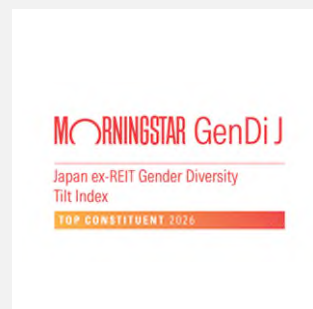 MORNINGSTAR GenDi J
Japan ex-REIT Gender Diversity
Tilt Index
TOP CONSTITUENT 2026